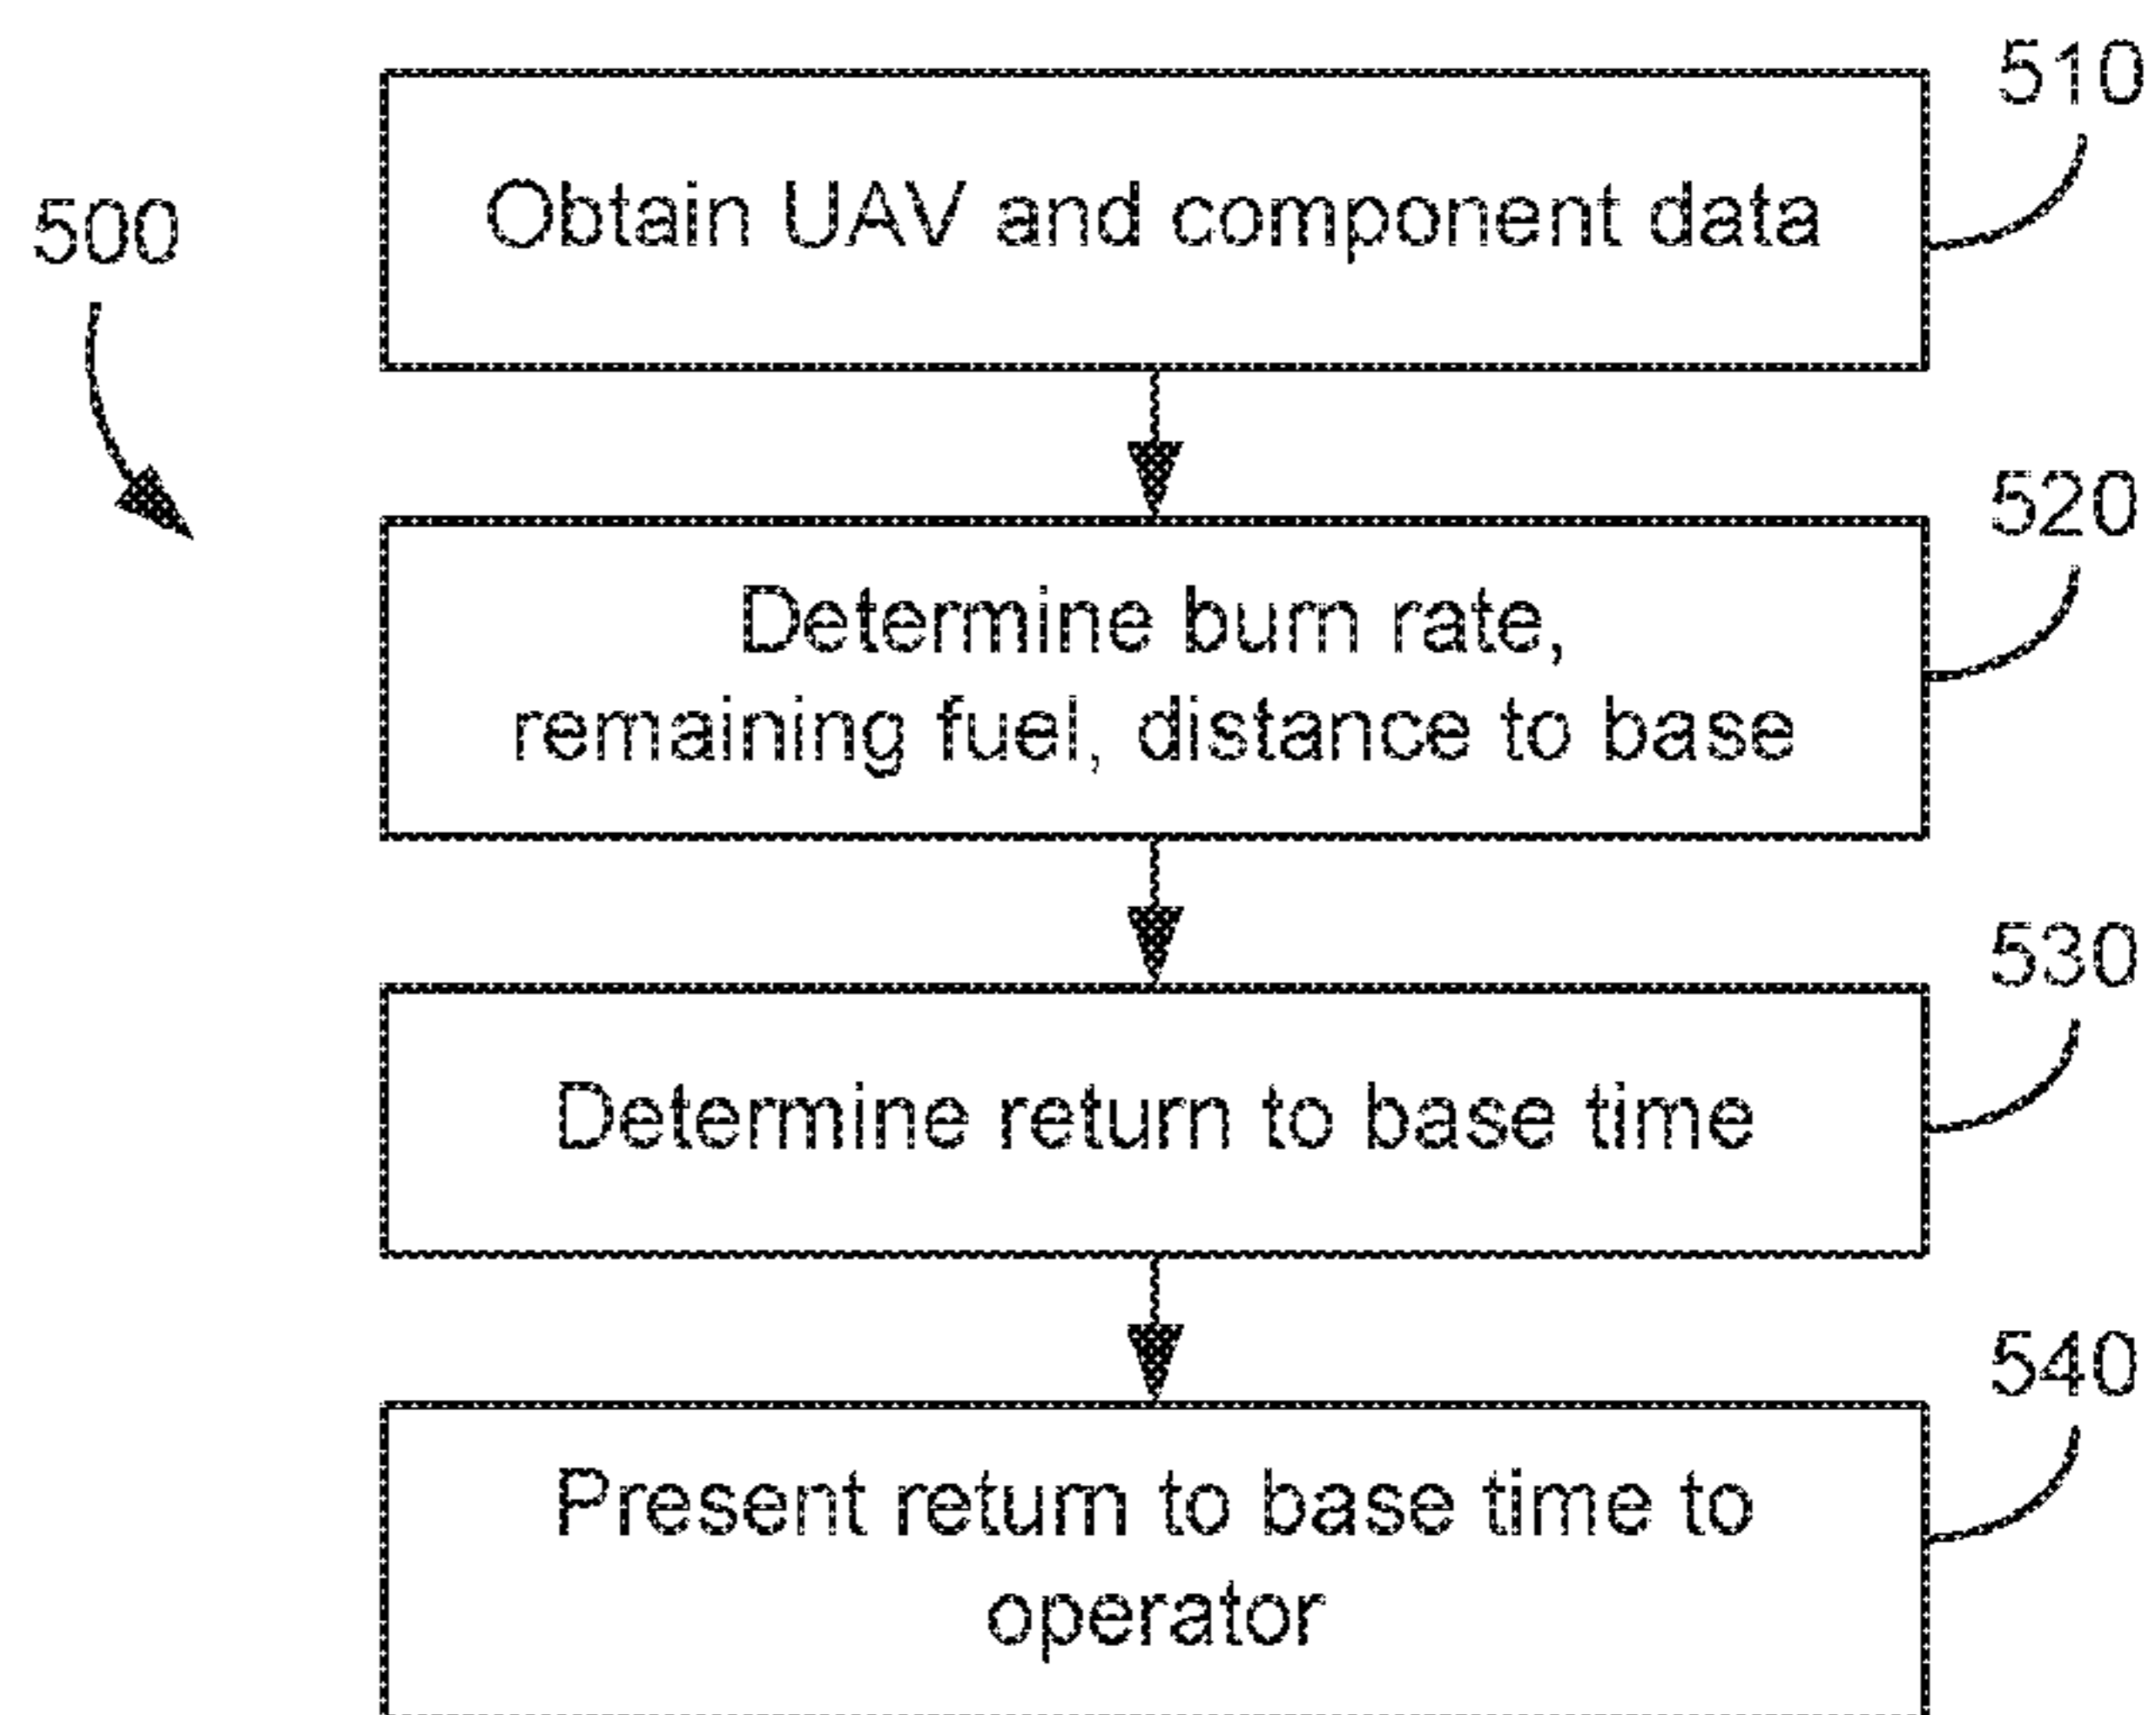 510
Obtain UAV and component data
500
520
Determine burn rate,
remaining fuel, distance to base
530
Determine return to base time
540
Present return to base time to
operator